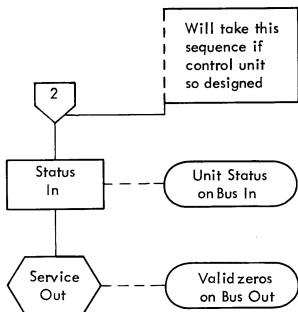 Will take this
sequence if
control unit
so designed
2
Status
In
Unit Status
on Bus In
Service
Out
Valid zeros
on Bus Out